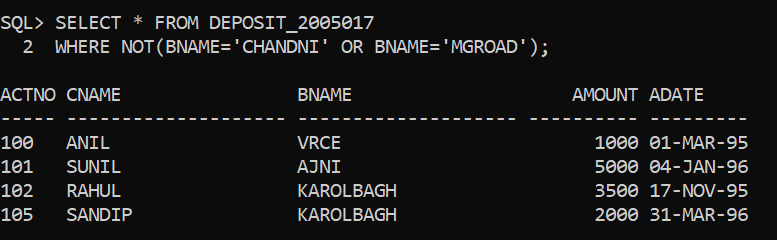 SQL> SELECT * FROM DEPOSIT_2005017
  2  WHERE NOT(BNAME='CHANDNI' OR BNAME='MGROAD');
ACTNO CNAME                BNAME                    AMOUNT ADATE
----- -------------------- -------------------- ---------- ---------
100   ANIL                 VRCE                       1000 01-MAR-95
101   SUNIL                AJNI                       5000 04-JAN-96
102   RAHUL                KAROLBAGH                  3500 17-NOV-95
105   SANDIP               KAROLBAGH                  2000 31-MAR-96